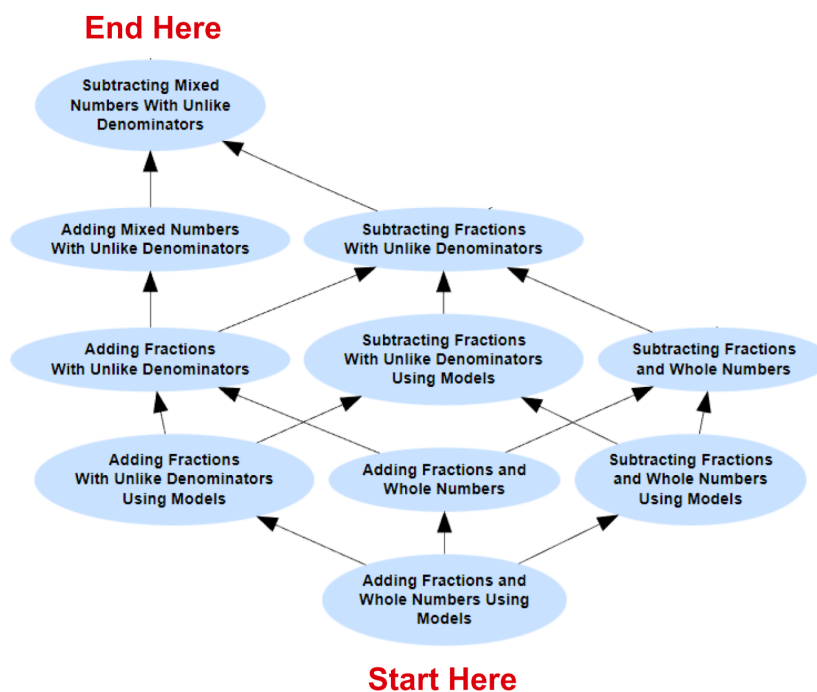 End Here
Subtracting Mixed
Numbers With Unlike
Denominators
Adding Mixed Numbers
With Unlike Denominators
Subtracting Fractions
With Unlike Denominators
Adding Fractions
With Unlike Denominators
Subtracting Fractions
With Unlike Denominators
Using Models
Subtracting Fractions
and Whole Numbers
Adding Fractions
With Unlike Denominators
Using Models
Adding Fractions and
Whole Numbers
Subtracting Fractions
and Whole Numbers
Using Models
Adding Fractions and
Whole Numbers Using
Models
Start Here